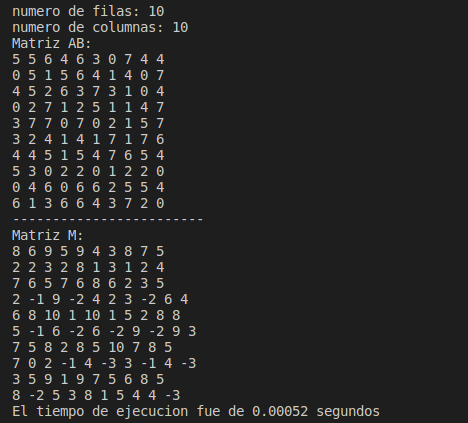 numero de filas: 10
numero de columnas: 10
Matriz AB:
5 5 6 4 6 3 0 7 4 4
0 5 1 5 6 4 1 4 0 7
4 5 2 6 3 7 3 1 0 4
0 2 7 1 2 5 1 1 4 7
3 7 7 0 7 0 2 1 5 7
3 2 4 1 4 1 7 1 7 6
4 4 5 1 5 4 7 6 5 4
5 3 0 2 2 0 1 2 2 0
0 4 6 0 6 6 2 5 5 4
6 1 3 6 6 4 3 7 2 0
------------------------
Matriz M:
8 6 9 5 9 4 3 8 7 5
2 2 3 2 8 1 3 1 2 4
7 6 5 7 6 8 6 2 3 5
2 -1 9 -2 4 2 3 -2 6 4
6 8 10 1 10 1 5 2 8 8
5 -1 6 -2 6 -2 9 -2 9 3
7 5 8 2 8 5 10 7 8 5
7 0 2 -1 4 -3 3 -1 4 -3
3 5 9 1 9 7 5 6 8 5
8 -2 5 3 8 1 5 4 4 -3
El tiempo de ejecucion fue de 0.00052 segundos